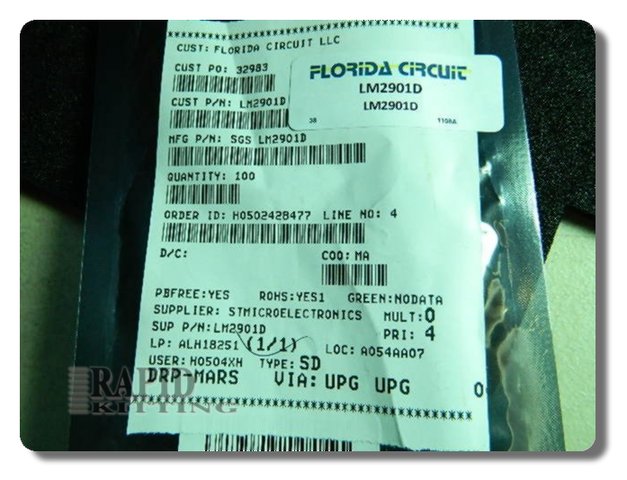 CUST: FLORIDA CIRCUIT LLC
CUST PO: 32983
FLORIDA CIRCUIT
LM2901D
LM2901D
38 1108A
CUST P/N: LM2901D
MFG P/N: SGS LM2901D
QUANTITY: 100
ORDER ID: H0502428477 LINE NO: 4
D/C: COO: MA
PBFREE:YES ROHS:YES1 GREEN:NODATA
SUPPLIER: STMICROELECTRONICS MULT:0
SUP P/N:LM2901D PRI: 4
LP: ALH18251 (1/1) LOC: A054AA07
USER: H0504XH TYPE: SD
DRP-MARS VIA: UPG UPG 0
RAPID
KITTING